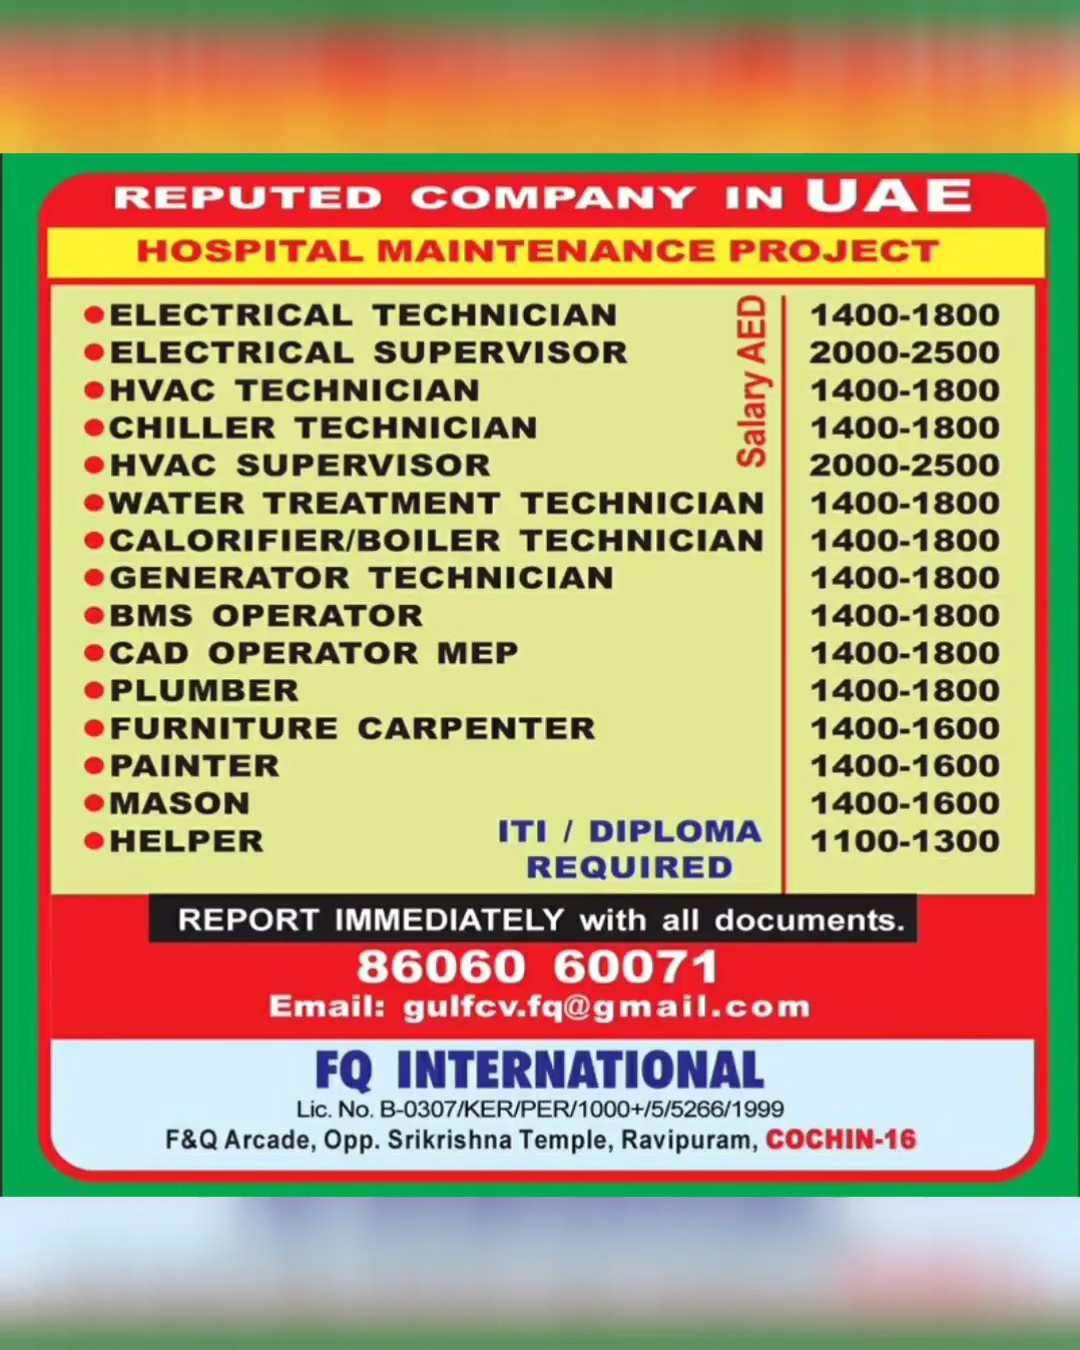 REPUTED COMPANY IN UAE
HOSPITAL MAINTENANCE PROJECT
Salary AED
•ELECTRICAL TECHNICIAN 1400-1800
•ELECTRICAL SUPERVISOR 2000-2500
•HVAC TECHNICIAN 1400-1800
•CHILLER TECHNICIAN 1400-1800
•HVAC SUPERVISOR 2000-2500
•WATER TREATMENT TECHNICIAN 1400-1800
•CALORIFIER/BOILER TECHNICIAN 1400-1800
•GENERATOR TECHNICIAN 1400-1800
•BMS OPERATOR 1400-1800
•CAD OPERATOR MEP 1400-1800
•PLUMBER 1400-1800
•FURNITURE CARPENTER 1400-1600
•PAINTER 1400-1600
•MASON 1400-1600
•HELPER 1100-1300
ITI / DIPLOMA
REQUIRED
REPORT IMMEDIATELY with all documents.
86060 60071
Email: gulfcv.fq@gmail.com
FQ INTERNATIONAL
Lic. No. B-0307/KER/PER/1000+/5/5266/1999
F&Q Arcade, Opp. Srikrishna Temple, Ravipuram, COCHIN-16